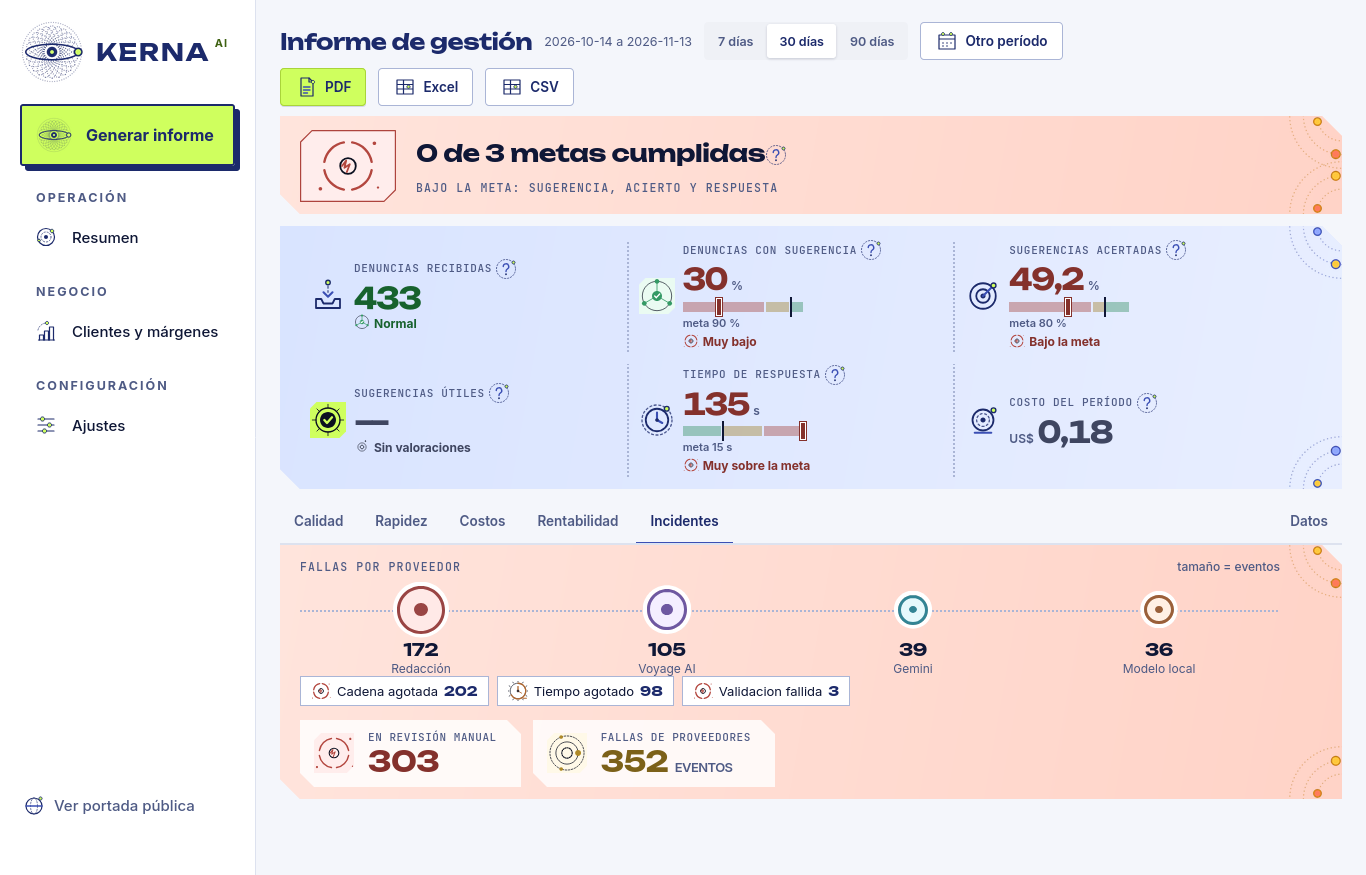 KERNA AI
Generar informe
OPERACIÓN
Resumen
NEGOCIO
Clientes y márgenes
CONFIGURACIÓN
Ajustes
Ver portada pública
Informe de gestión 2026-10-14 a 2026-11-13 7 días 30 días 90 días Otro período
PDF Excel CSV
0 de 3 metas cumplidas ?
BAJO LA META: SUGERENCIA, ACIERTO Y RESPUESTA
DENUNCIAS RECIBIDAS ?
433
Normal
DENUNCIAS CON SUGERENCIA ?
30 %
meta 90 %
Muy bajo
SUGERENCIAS ACERTADAS ?
49,2 %
meta 80 %
Bajo la meta
SUGERENCIAS ÚTILES ?
—
Sin valoraciones
TIEMPO DE RESPUESTA ?
135 s
meta 15 s
Muy sobre la meta
COSTO DEL PERÍODO ?
US$ 0,18
Calidad Rapidez Costos Rentabilidad Incidentes Datos
FALLAS POR PROVEEDOR tamaño = eventos
172 105 39 36
Redacción Voyage AI Gemini Modelo local
Cadena agotada 202 Tiempo agotado 98 Validacion fallida 3
EN REVISIÓN MANUAL
303
FALLAS DE PROVEEDORES
352 EVENTOS